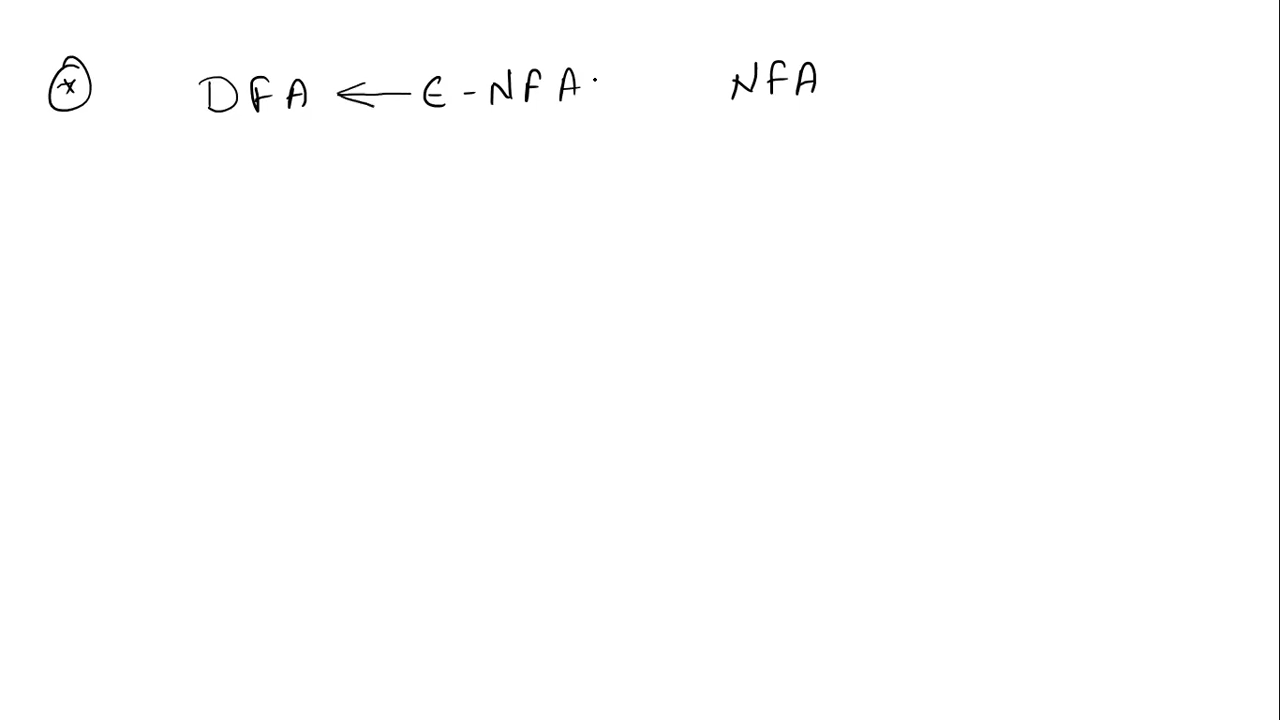 * DFA ← ε-NFA. NFA